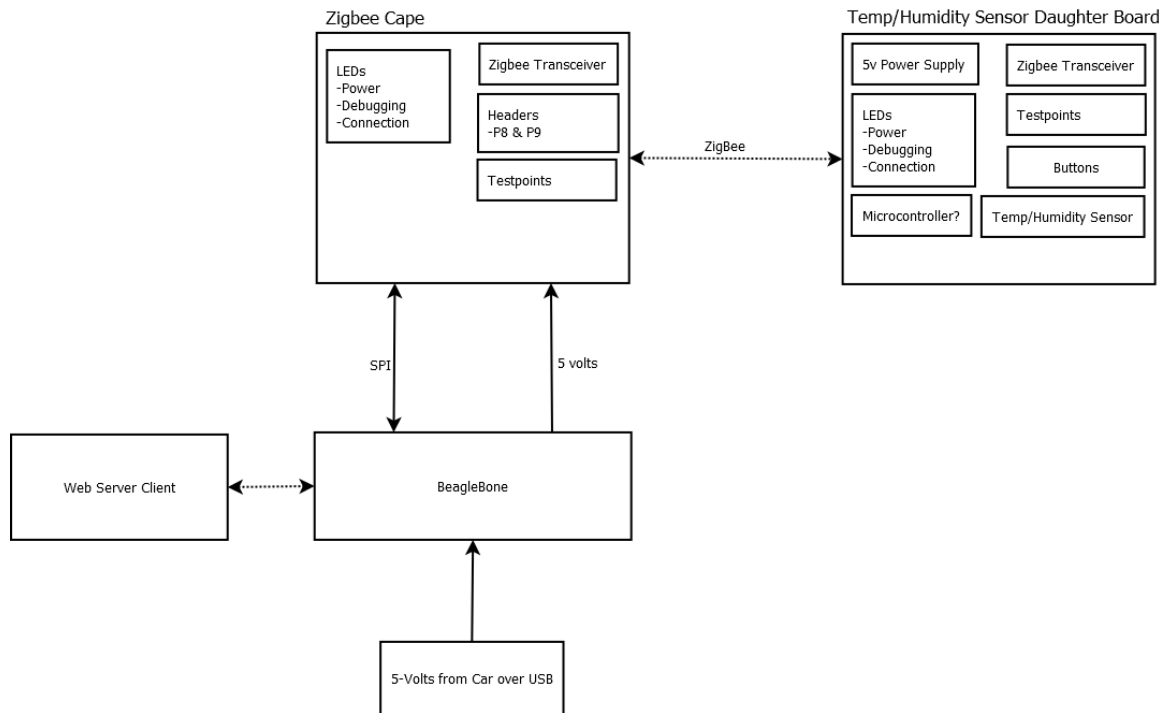 Zigbee Cape
LEDs
-Power
-Debugging
-Connection
Zigbee Transceiver
Headers
-P8 & P9
Testpoints
ZigBee
Temp/Humidity Sensor Daughter Board
5v Power Supply
Zigbee Transceiver
LEDs
-Power
-Debugging
-Connection
Testpoints
Buttons
Microcontroller?
Temp/Humidity Sensor
SPI
5 volts
Web Server Client
BeagleBone
5-Volts from Car over USB